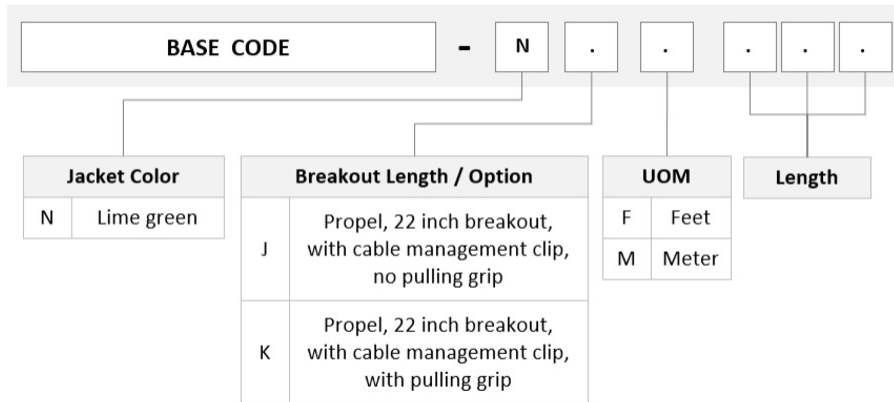 BASE CODE - N . . . . .
Jacket Color
N Lime green
Breakout Length / Option
J Propel, 22 inch breakout,
with cable management clip,
no pulling grip
K Propel, 22 inch breakout,
with cable management clip,
with pulling grip
UOM
F Feet
M Meter
Length